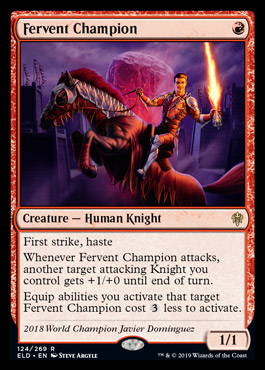 Fervent Champion
Creature — Human Knight
First strike, haste
Whenever Fervent Champion attacks,
another target attacking Knight you
control gets +1/+0 until end of turn.
Equip abilities you activate that target
Fervent Champion cost 3 less to activate.
2018 World Champion Javier Domínguez
1/1
124/269 R
ELD • EN STEVE ARGYLE
™ & © 2019 Wizards of the Coast